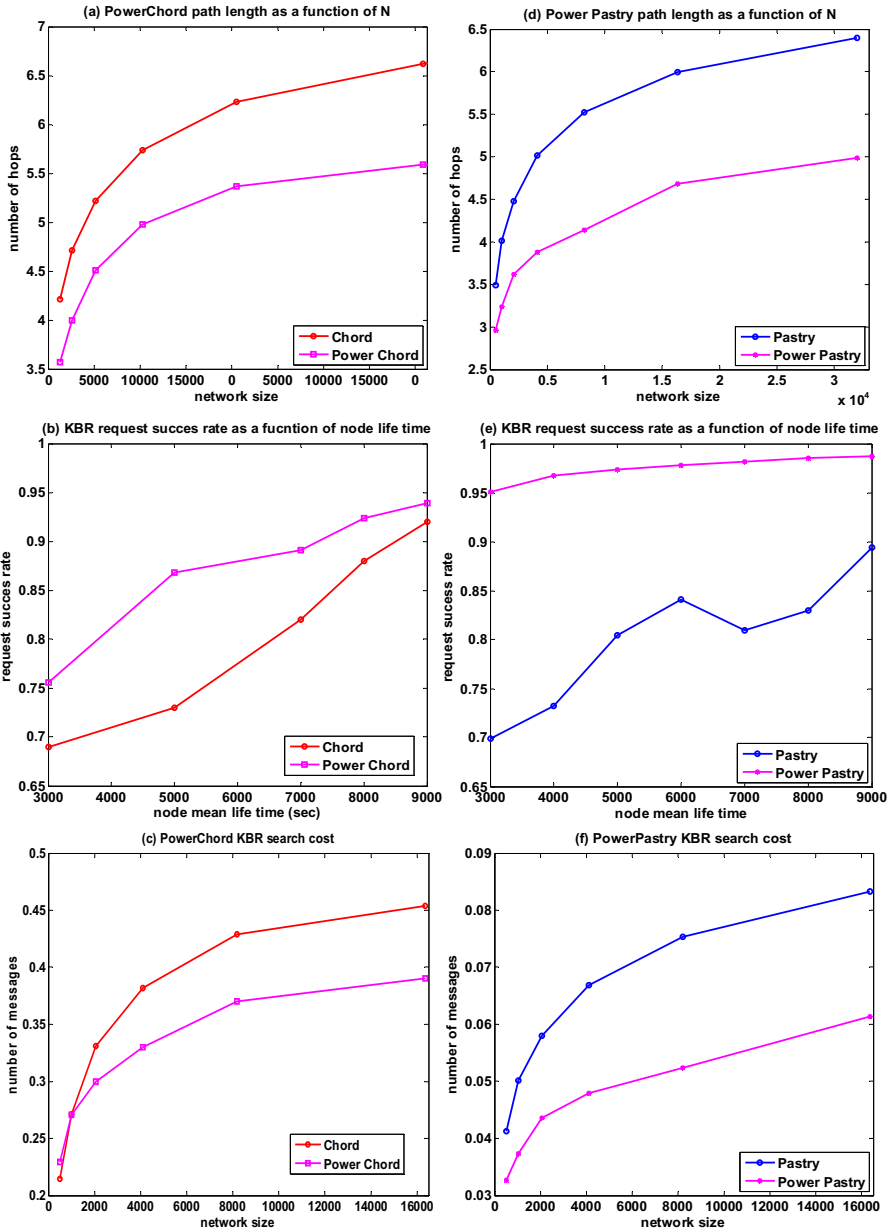 (a) PowerChord path length as a function of N
7
6.5
6
5.5
5
4.5
4
3.5
number of hops
0 5000 10000 15000 0 10000 15000 0
network size
Chord
Power Chord
(d) Power Pastry path length as a function of N
6.5
6
5.5
5
4.5
4
3.5
3
2.5
number of hops
0 0.5 1 1.5 2 2.5 3
x 10^4
network size
Pastry
Power Pastry
(b) KBR request succes rate as a fucntion of node life time
1
0.95
0.9
0.85
0.8
0.75
0.7
0.65
request succes rate
3000 4000 5000 6000 7000 8000 9000
node mean life time (sec)
Chord
Power Chord
(e) KBR request success rate as a function of node life time
1
0.95
0.9
0.85
0.8
0.75
0.7
0.65
request success rate
3000 4000 5000 6000 7000 8000 9000
node mean life time
Pastry
Power Pastry
(c) PowerChord KBR search cost
0.5
0.45
0.4
0.35
0.3
0.25
0.2
number of messages
0 2000 4000 6000 8000 10000 12000 14000 16000
network size
Chord
Power Chord
(f) PowerPastry KBR search cost
0.09
0.08
0.07
0.06
0.05
0.04
0.03
number of messages
0 2000 4000 6000 8000 10000 12000 14000 16000
network size
Pastry
Power Pastry